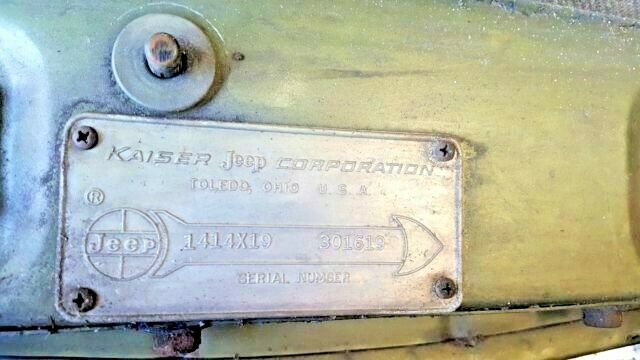 KAISER Jeep CORPORATION
TOLEDO, OHIO U.S.A.
®
Jeep 1414X19 301619
SERIAL NUMBER